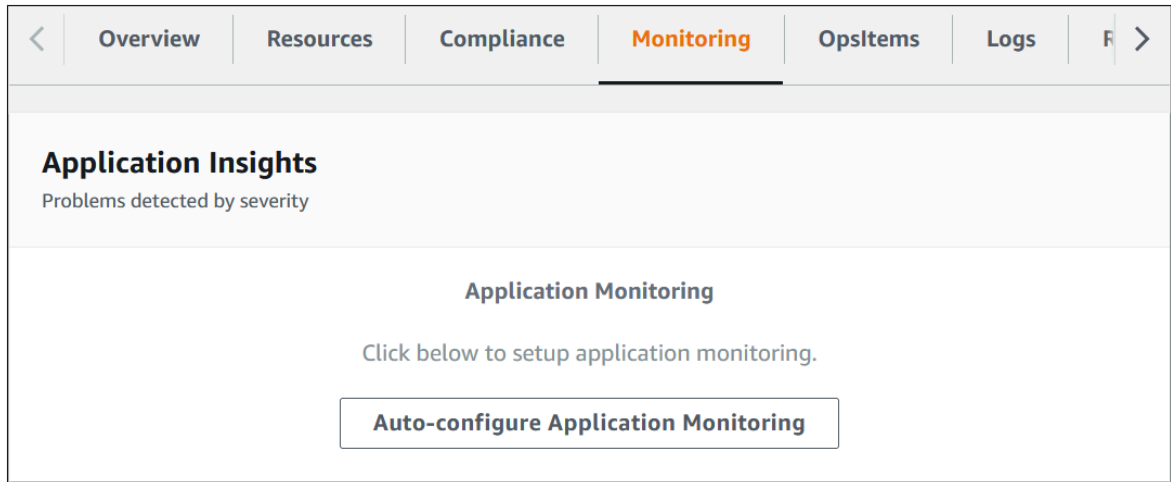 Overview Resources Compliance Monitoring OpsItems Logs
Application Insights
Problems detected by severity
Application Monitoring
Click below to setup application monitoring.
Auto-configure Application Monitoring